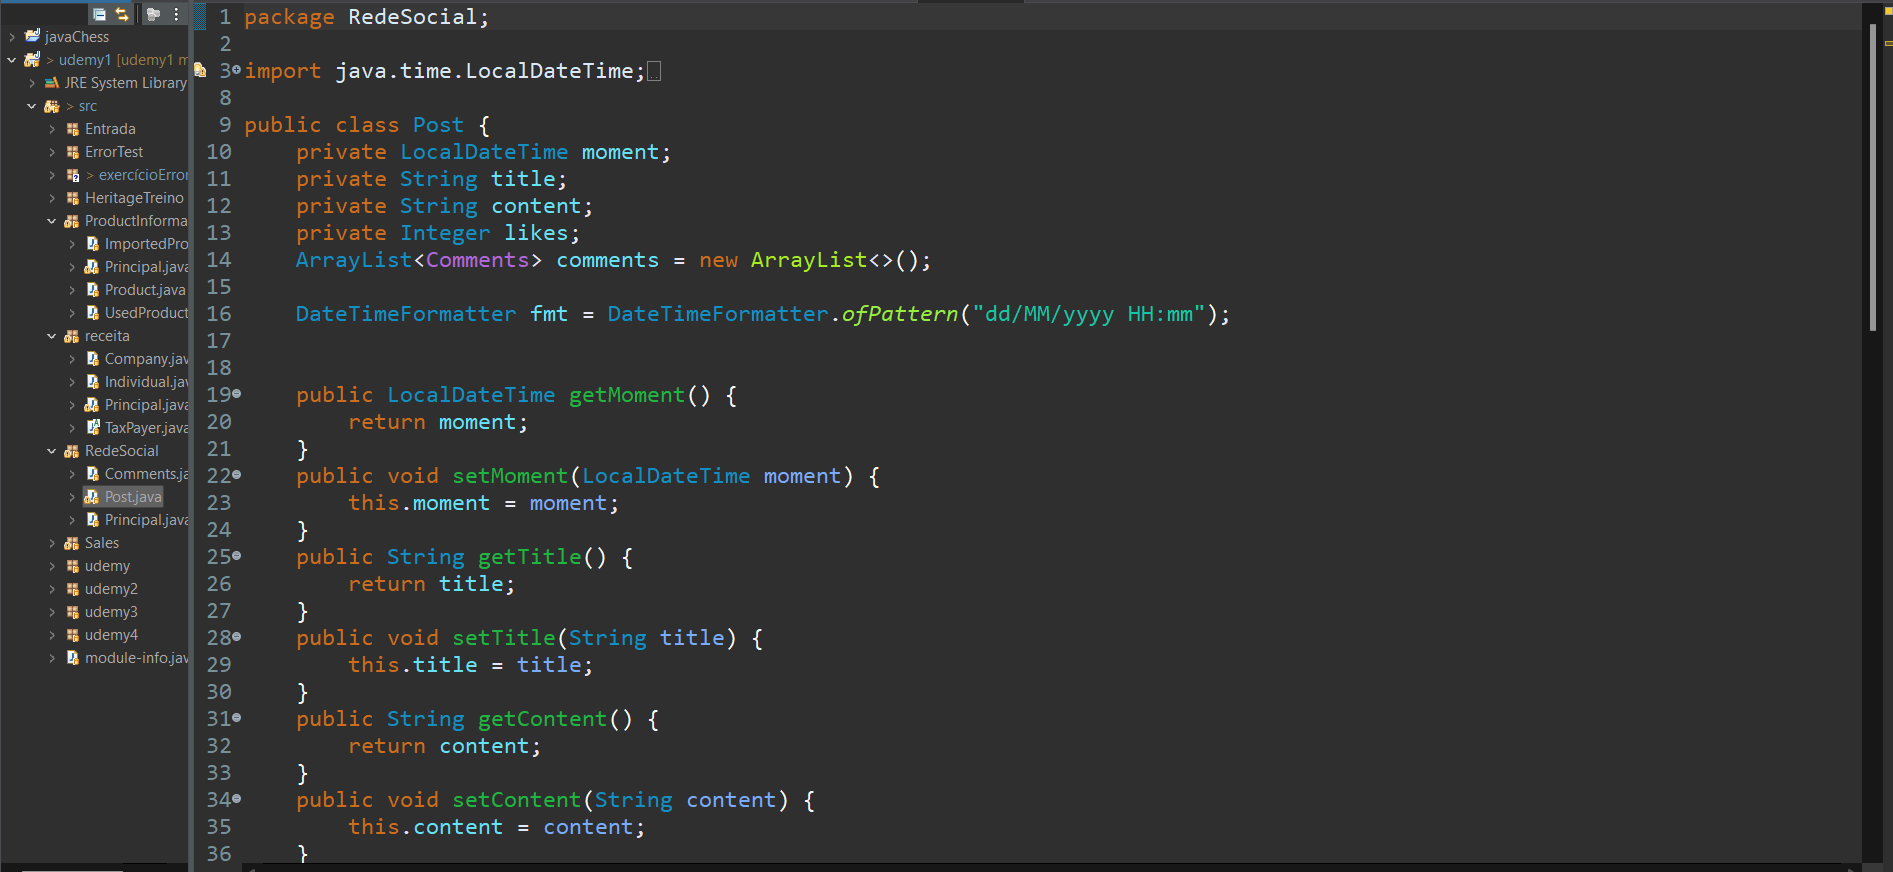 javaChess
> udemy1 [udemy1 m
JRE System Library
> src
Entrada
ErrorTest
> exercícioError
HeritageTreino
ProductInforma
ImportedPro
Principal.java
Product.java
UsedProduct
receita
Company.jav
Individual.jav
Principal.java
TaxPayer.java
RedeSocial
Comments.ja
Post.java
Principal.java
Sales
udemy
udemy2
udemy3
udemy4
module-info.jav
1 package RedeSocial;
2
3 import java.time.LocalDateTime;
8
9 public class Post {
10 private LocalDateTime moment;
11 private String title;
12 private String content;
13 private Integer likes;
14 ArrayList<Comments> comments = new ArrayList<>();
15
16 DateTimeFormatter fmt = DateTimeFormatter.ofPattern("dd/MM/yyyy HH:mm");
17
18
19 public LocalDateTime getMoment() {
20 return moment;
21 }
22 public void setMoment(LocalDateTime moment) {
23 this.moment = moment;
24 }
25 public String getTitle() {
26 return title;
27 }
28 public void setTitle(String title) {
29 this.title = title;
30 }
31 public String getContent() {
32 return content;
33 }
34 public void setContent(String content) {
35 this.content = content;
36 }